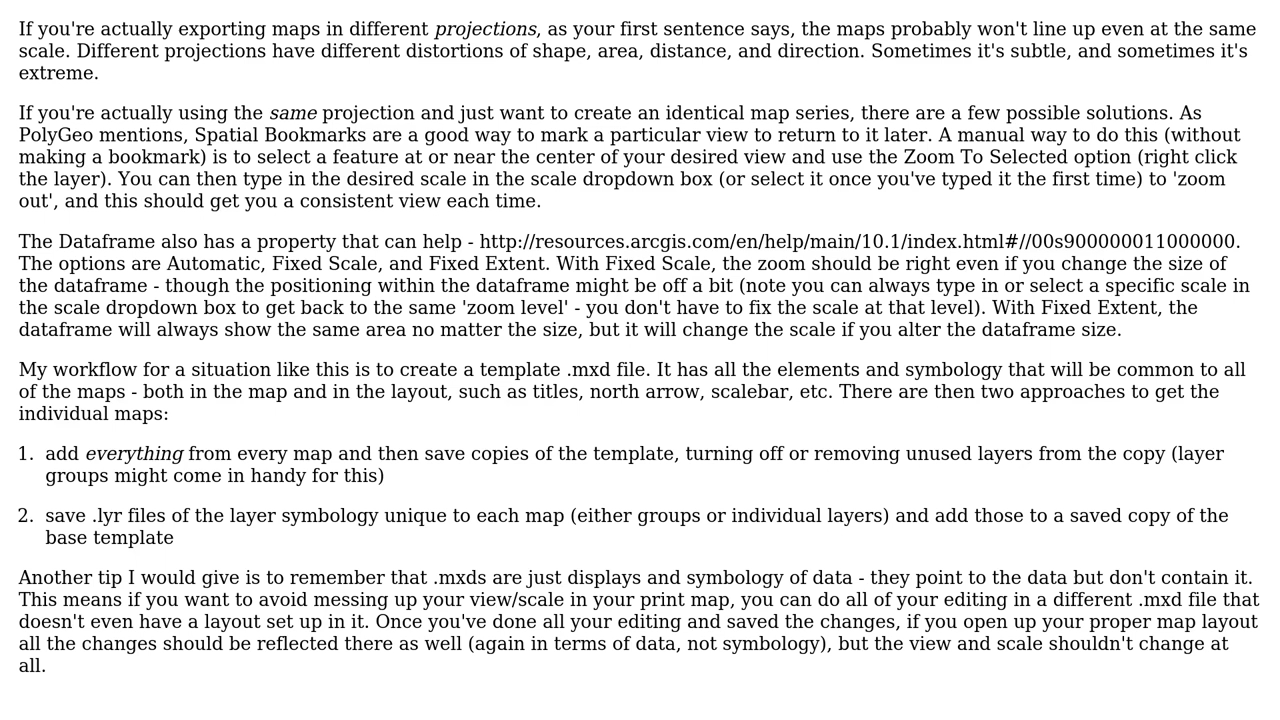 If you're actually exporting maps in different projections, as your first sentence says, the maps probably won't line up even at the same
scale. Different projections have different distortions of shape, area, distance, and direction. Sometimes it's subtle, and sometimes it's
extreme.
If you're actually using the same projection and just want to create an identical map series, there are a few possible solutions. As
PolyGeo mentions, Spatial Bookmarks are a good way to mark a particular view to return to it later. A manual way to do this (without
making a bookmark) is to select a feature at or near the center of your desired view and use the Zoom To Selected option (right click
the layer). You can then type in the desired scale in the scale dropdown box (or select it once you've typed it the first time) to 'zoom
out', and this should get you a consistent view each time.
The Dataframe also has a property that can help - http://resources.arcgis.com/en/help/main/10.1/index.html#//00s900000011000000.
The options are Automatic, Fixed Scale, and Fixed Extent. With Fixed Scale, the zoom should be right even if you change the size of
the dataframe - though the positioning within the dataframe might be off a bit (note you can always type in or select a specific scale in
the scale dropdown box to get back to the same 'zoom level' - you don't have to fix the scale at that level). With Fixed Extent, the
dataframe will always show the same area no matter the size, but it will change the scale if you alter the dataframe size.
My workflow for a situation like this is to create a template .mxd file. It has all the elements and symbology that will be common to all
of the maps - both in the map and in the layout, such as titles, north arrow, scalebar, etc. There are then two approaches to get the
individual maps:
1. add everything from every map and then save copies of the template, turning off or removing unused layers from the copy (layer
groups might come in handy for this)
2. save .lyr files of the layer symbology unique to each map (either groups or individual layers) and add those to a saved copy of the
base template
Another tip I would give is to remember that .mxds are just displays and symbology of data - they point to the data but don't contain it.
This means if you want to avoid messing up your view/scale in your print map, you can do all of your editing in a different .mxd file that
doesn't even have a layout set up in it. Once you've done all your editing and saved the changes, if you open up your proper map layout
all the changes should be reflected there as well (again in terms of data, not symbology), but the view and scale shouldn't change at
all.